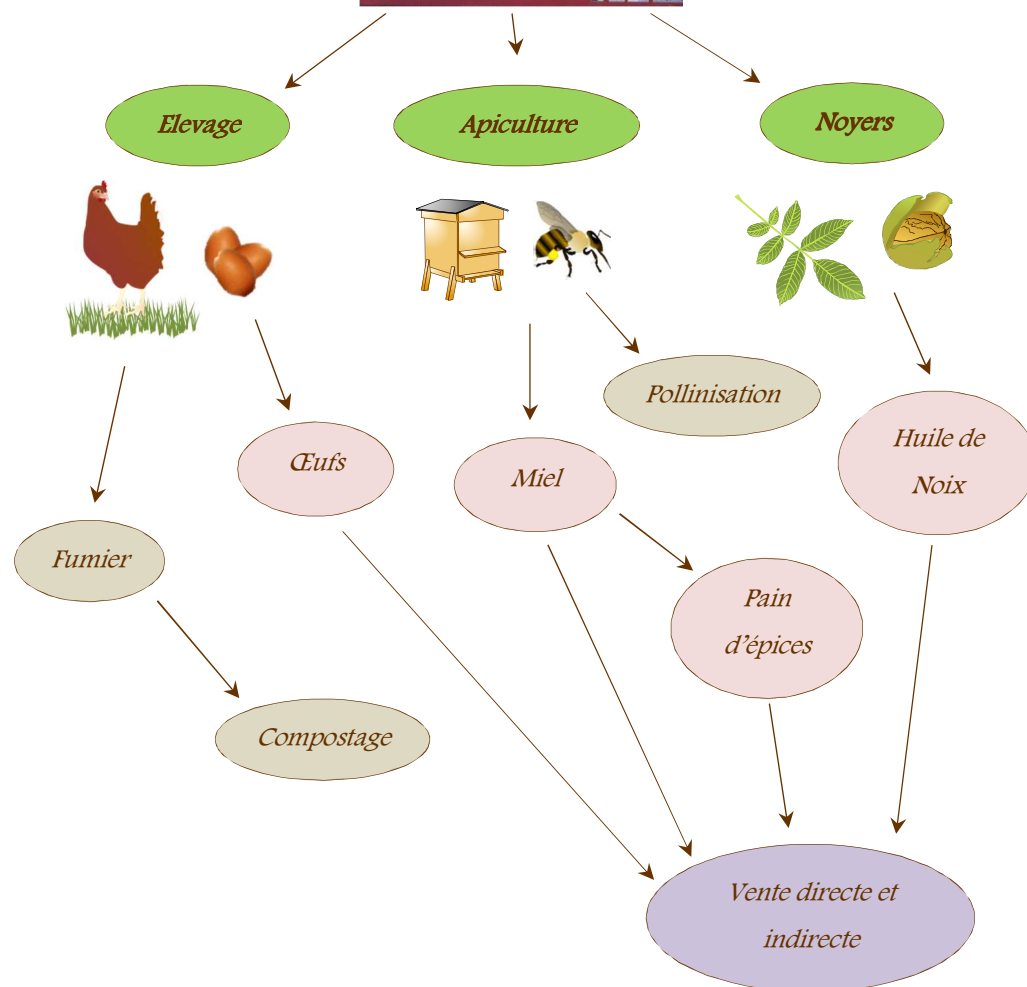 Elevage
Apiculture
Noyers
Pollinisation
Œufs
Miel
Huile de
Noix
Fumier
Pain
d'épices
Compostage
Vente directe et
indirecte